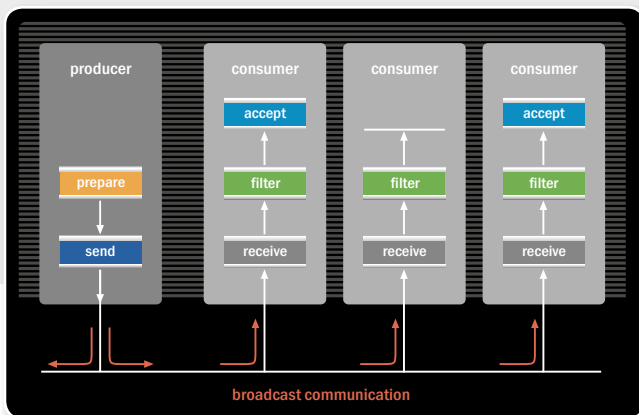 producer
consumer
consumer
consumer
accept
accept
prepare
filter
filter
filter
send
receive
receive
receive
broadcast communication